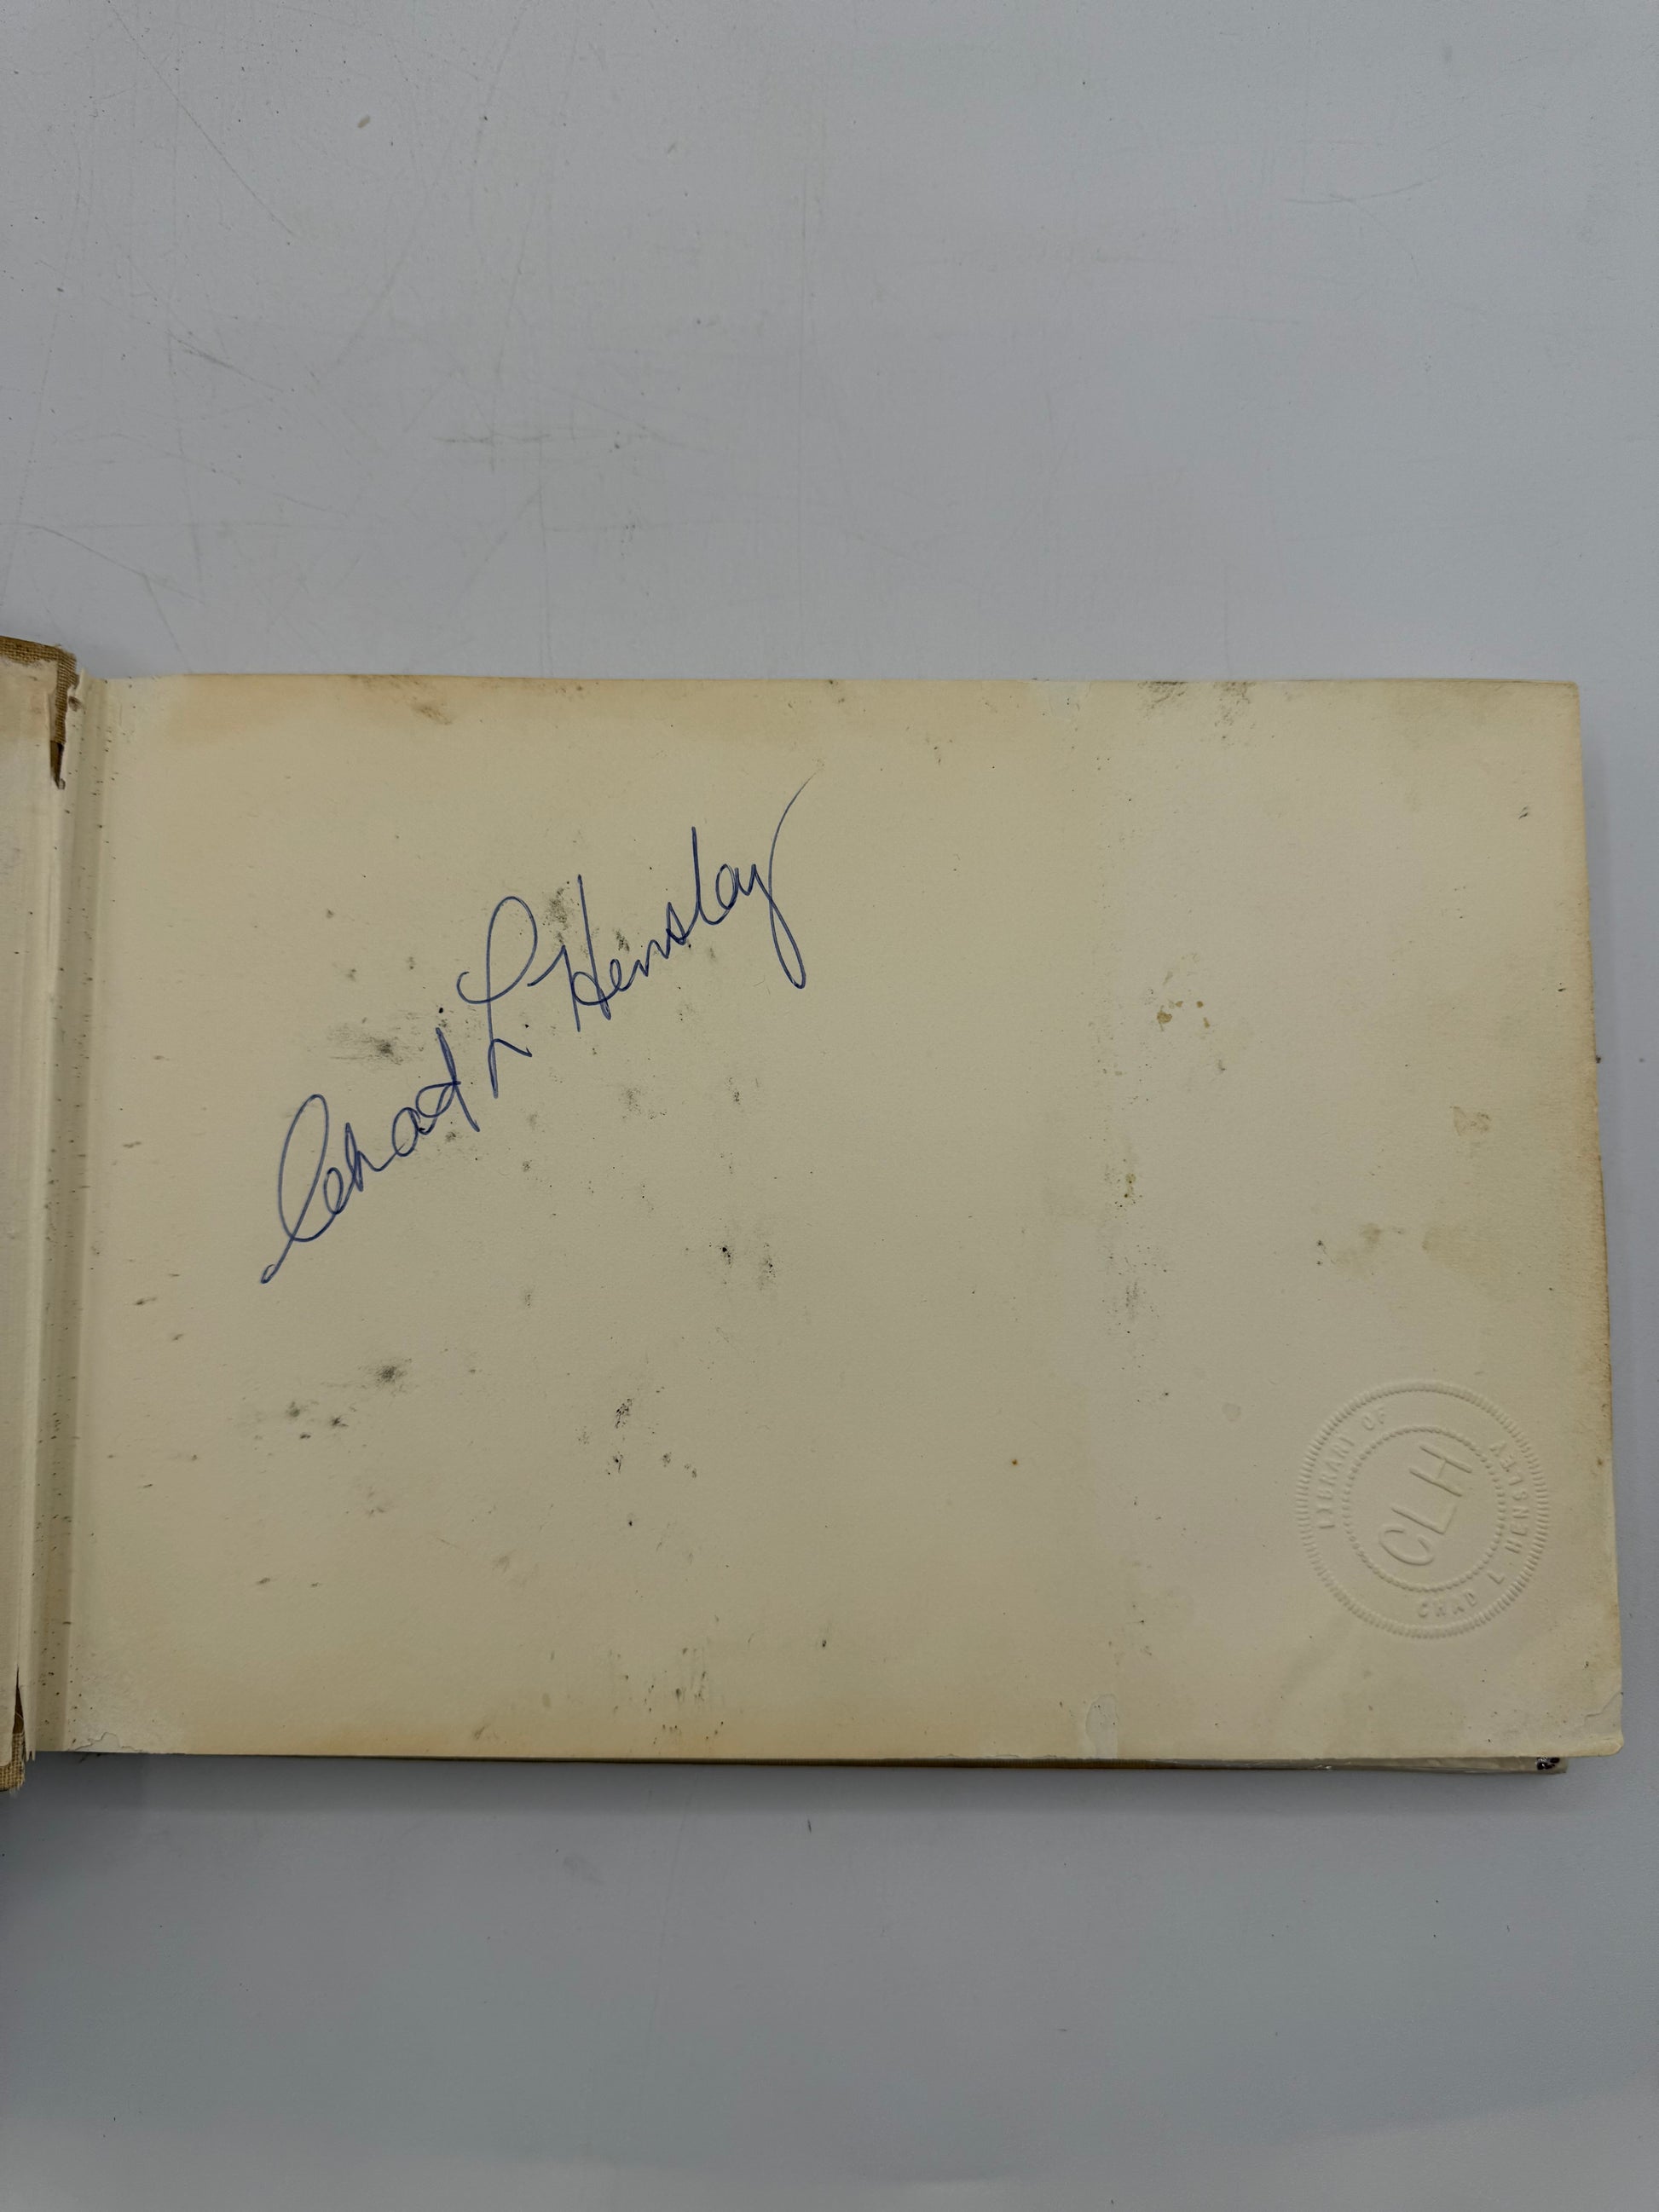 Chad L. Hensley
LIBRARY OF
CLH
CHAD L. HENSLEY